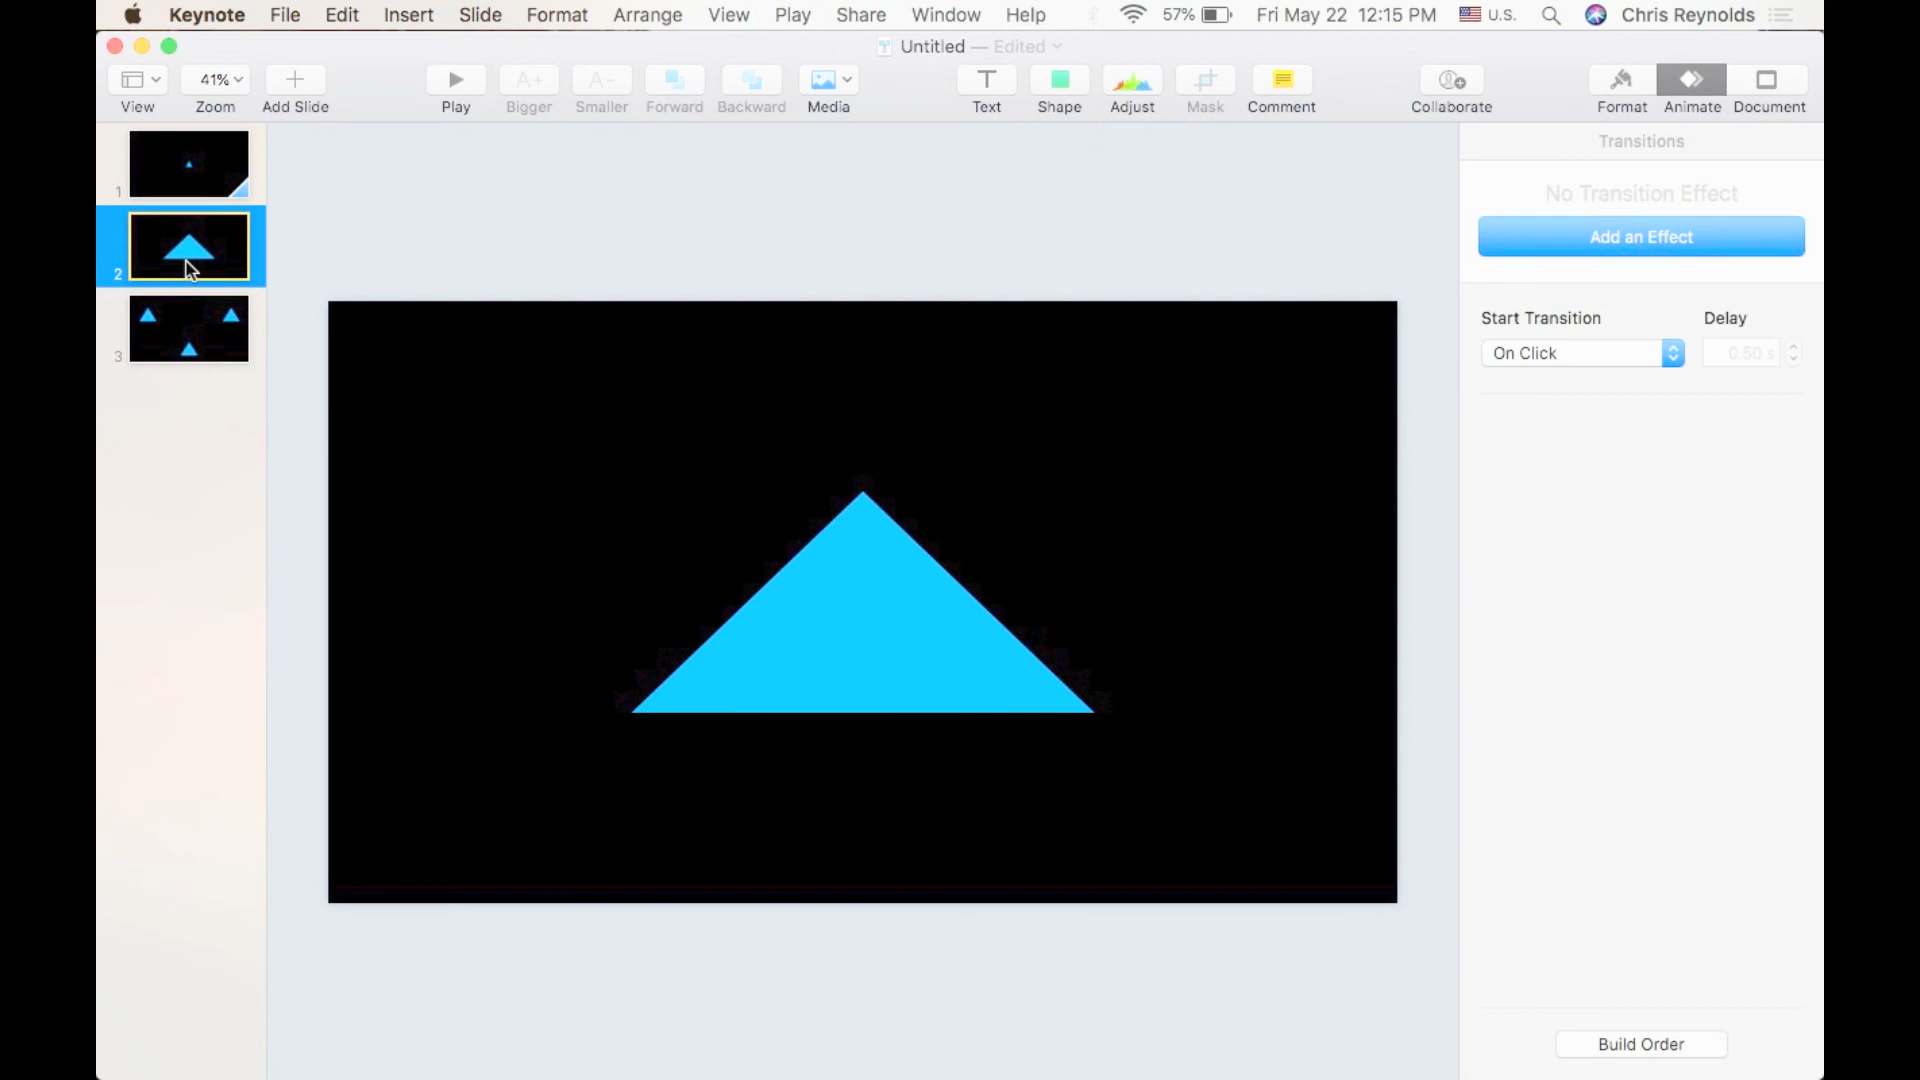 Keynote File Edit Insert Slide Format Arrange View Play Share Window Help 57% Fri May 22 12:15 PM U.S. Chris Reynolds
Untitled — Edited
41%
View Zoom Add Slide Play A+ Bigger A- Smaller Forward Backward Media T Text Shape Adjust Mask Comment Collaborate Format Animate Document
1
2
3
Transitions
No Transition Effect
Add an Effect
Start Transition Delay
On Click 0.50 s
Build Order